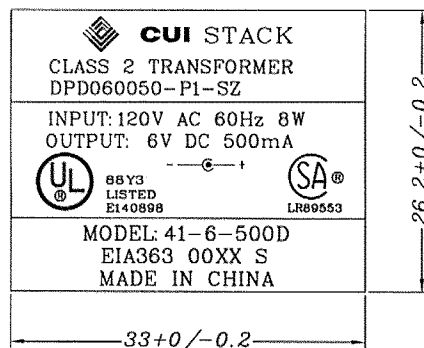 CUI STACK
CLASS 2 TRANSFORMER
DPD060050-P1-SZ
INPUT: 120V AC 60Hz 8W
OUTPUT: 6V DC 500mA
- +
UL ®
88Y3
LISTED
E140898
SA ®
LR89553
MODEL: 41-6-500D
EIA363 00XX S
MADE IN CHINA
33+0/-0.2
26.2+0/-0.2